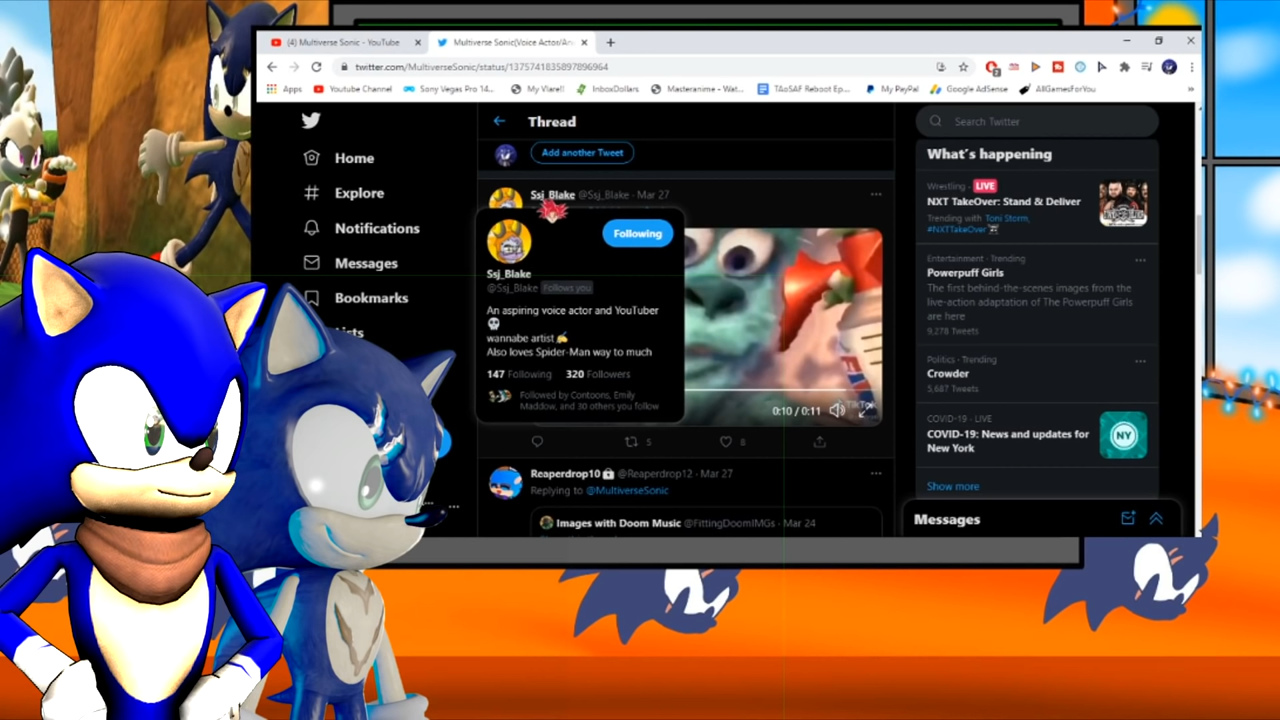 (4) Multiverse Sonic - YouTube
Multiverse Sonic(Voice Actor/An
twitter.com/MultiverseSonic/status/1375741835897896964
Apps
Youtube Channel
Sony Vegas Pro 14...
My Vlare!!
InboxDollars
Masteranime - Wat...
TAoSAF Reboot Ep...
My PayPal
Google AdSense
AllGamesForYou
»
Home
Explore
Notifications
Messages
Bookmarks
Lists
Thread
Add another Tweet
Ssj_Blake @Ssj_Blake · Mar 27
Following
Ssj_Blake
@Ssj_Blake Follows you
An aspiring voice actor and YouTuber
wannabe artist
Also loves Spider-Man way to much
147 Following 320 Followers
Followed by Contoons, Emily
Maddow, and 30 others you follow
0:10 / 0:11
TikTok
5
8
Reaperdrop10 @Reaperdrop12 · Mar 27
Replying to @MultiverseSonic
Images with Doom Music @FittingDoomIMGs · Mar 24
Search Twitter
What's happening
Wrestling · LIVE
NXT TakeOver: Stand & Deliver
Trending with Toni Storm,
#NXTTakeOver
Entertainment · Trending
Powerpuff Girls
The first behind-the-scenes images from the
live-action adaptation of The Powerpuff Girls
are here
9,278 Tweets
Politics · Trending
Crowder
5,687 Tweets
COVID-19 · LIVE
COVID-19: News and updates for
New York
NY
Show more
Messages